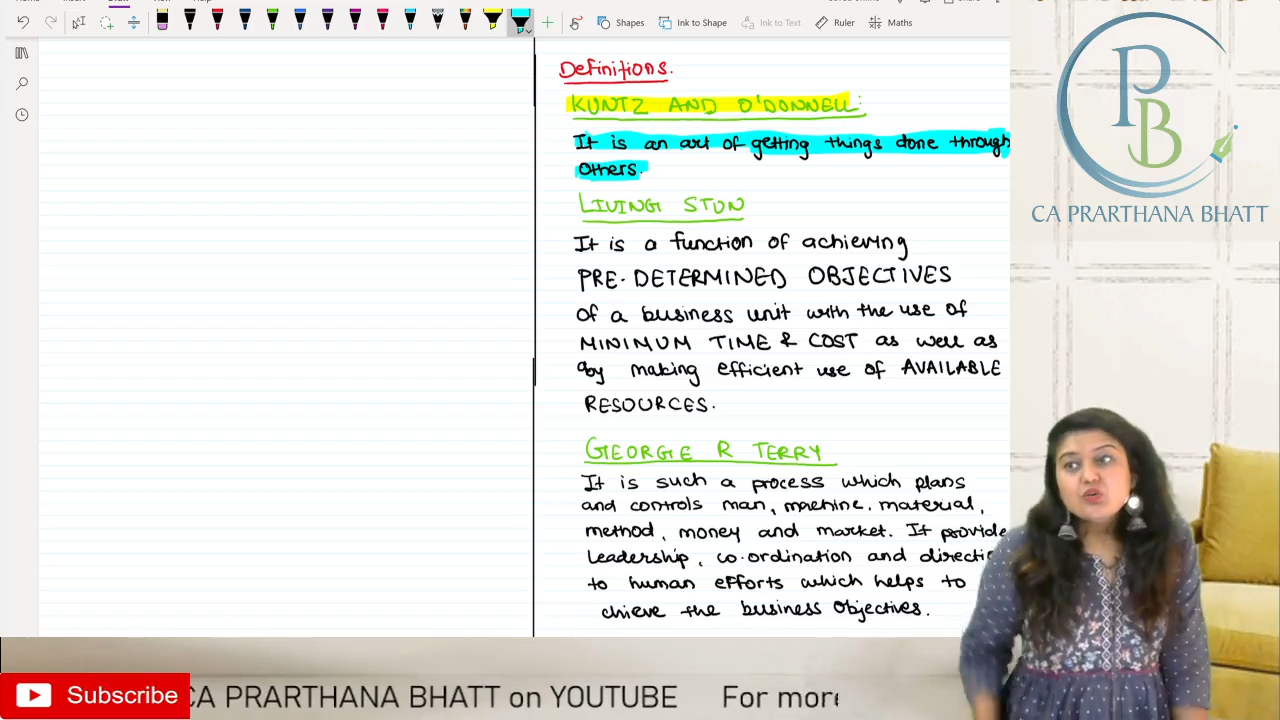 Shapes
Ink to Shape
Ink to Text
Ruler
Maths
Definitions.
KUNTZ AND O'DONNELL:
It is an art of getting things done through
others.
LIVING STON
It is a function of achieving
PRE-DETERMINED OBJECTIVES
of a business unit with the use of
MINIMUM TIME & COST as well as
by making efficient use of AVAILABLE
RESOURCES.
GEORGE R TERRY
It is such a process which plans
and controls man, machine, material,
method, money and market. It provide
leadership, co-ordination and directi
to human efforts which helps to
chieve the business objectives.
PB
CA PRARTHANA BHATT
Subscribe
CA PRARTHANA BHATT on YOUTUBE
For more